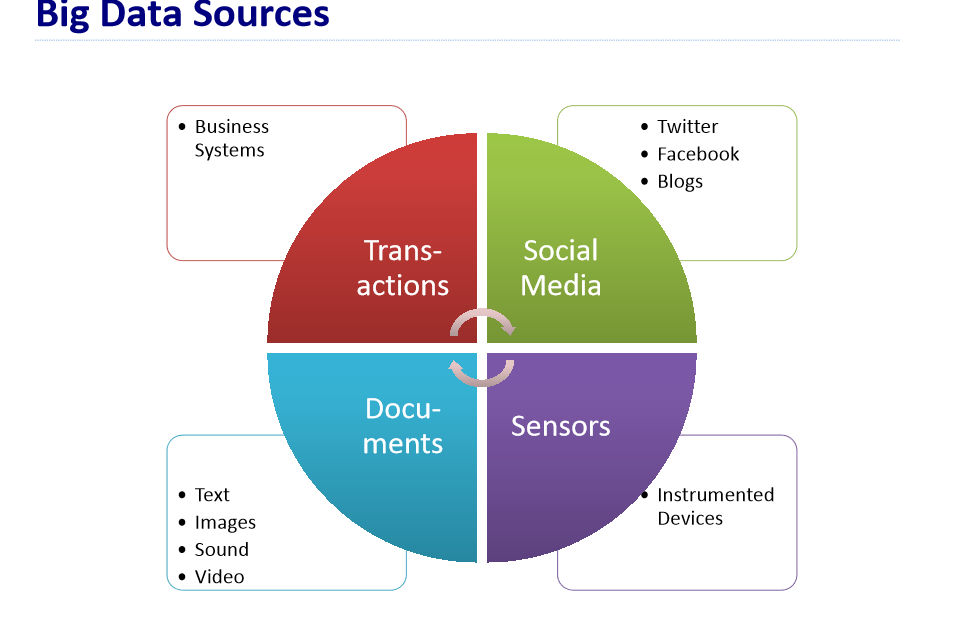 Big Data Sources
• Business
Systems
• Twitter
• Facebook
• Blogs
Trans-
actions
Social
Media
Docu-
ments
Sensors
• Text
• Images
• Sound
• Video
• Instrumented
Devices